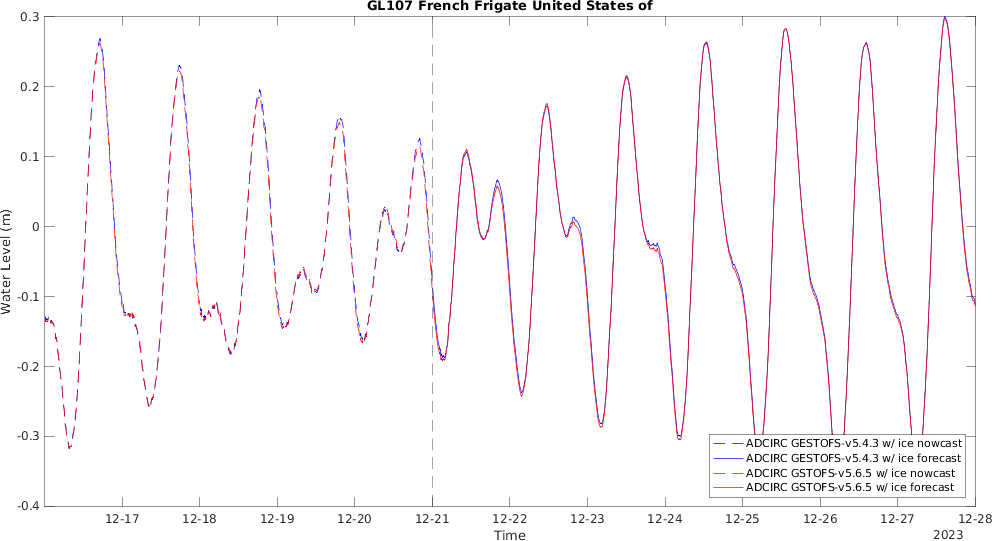 GL107 French Frigate United States of
0.3
0.2
0.1
0
-0.1
-0.2
-0.3
-0.4
Water Level (m)
ADCIRC GESTOFS-v5.4.3 w/ ice nowcast
ADCIRC GESTOFS-v5.4.3 w/ ice forecast
ADCIRC GSTOFS-v5.6.5 w/ ice nowcast
ADCIRC GSTOFS-v5.6.5 w/ ice forecast
12-17 12-18 12-19 12-20 12-21 12-22 12-23 12-24 12-25 12-26 12-27 12-28
Time
2023